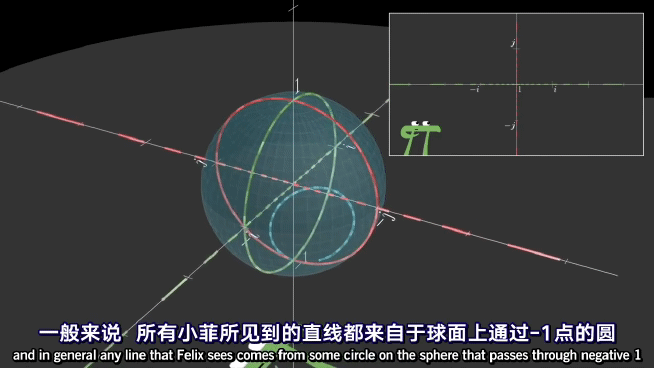 j
-i
1
i
-j
1
一般来说 所有小菲所见到的直线都来自于球面上通过-1点的圆
and in general any line that Felix sees comes from some circle on the sphere that passes through negative 1